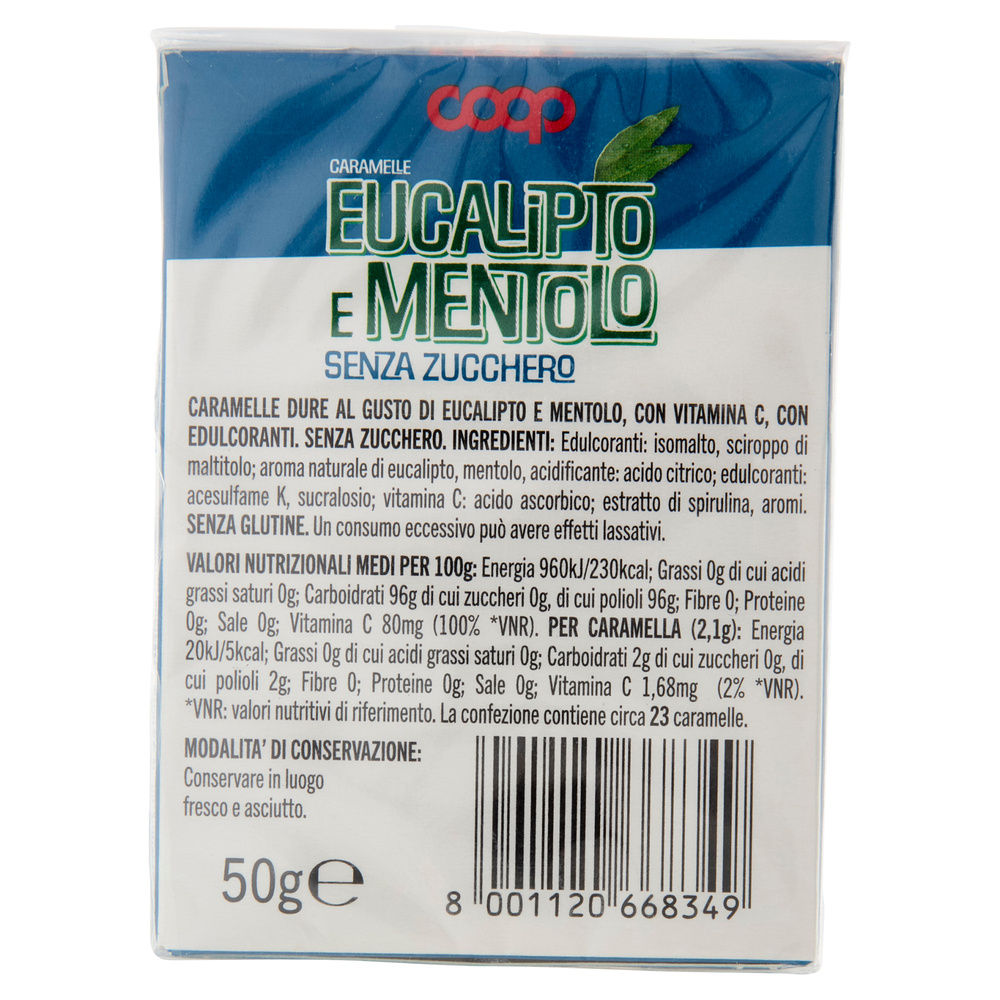 coop
CARAMELLE
EUCALIPTO
E MENTOLO
SENZA ZUCCHERO
CARAMELLE DURE AL GUSTO DI EUCALIPTO E MENTOLO, CON VITAMINA C, CON
EDULCORANTI. SENZA ZUCCHERO. INGREDIENTI: Edulcoranti: isomalto, sciroppo di
maltitolo; aroma naturale di eucalipto, mentolo, acidificante: acido citrico; edulcoranti:
acesulfame K, sucralosio; vitamina C: acido ascorbico; estratto di spirulina, aromi.
SENZA GLUTINE. Un consumo eccessivo può avere effetti lassativi.
VALORI NUTRIZIONALI MEDI PER 100g: Energia 960kJ/230kcal; Grassi 0g di cui acidi
grassi saturi 0g; Carboidrati 96g di cui zuccheri 0g, di cui polioli 96g; Fibre 0; Proteine
0g; Sale 0g; Vitamina C 80mg (100% *VNR). PER CARAMELLA (2,1g): Energia
20kJ/5kcal; Grassi 0g di cui acidi grassi saturi 0g; Carboidrati 2g di cui zuccheri 0g, di
cui polioli 2g; Fibre 0; Proteine 0g; Sale 0g; Vitamina C 1,68mg (2% *VNR).
*VNR: valori nutritivi di riferimento. La confezione contiene circa 23 caramelle.
MODALITA' DI CONSERVAZIONE:
Conservare in luogo
fresco e asciutto.
50g e
8 001120 668349